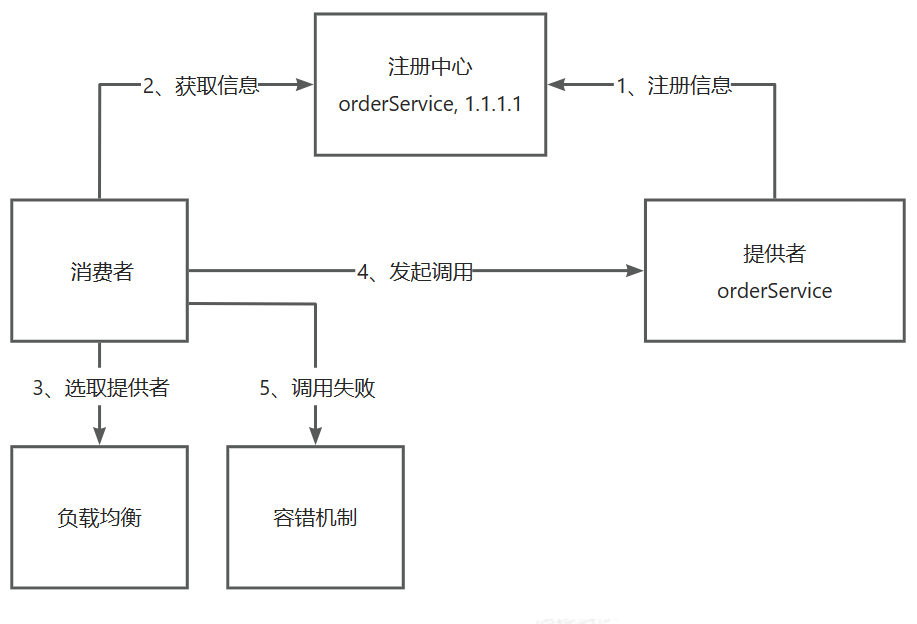 注册中心
orderService, 1.1.1.1
2、获取信息
1、注册信息
消费者
4、发起调用
提供者
orderService
3、选取提供者
5、调用失败
负载均衡
容错机制